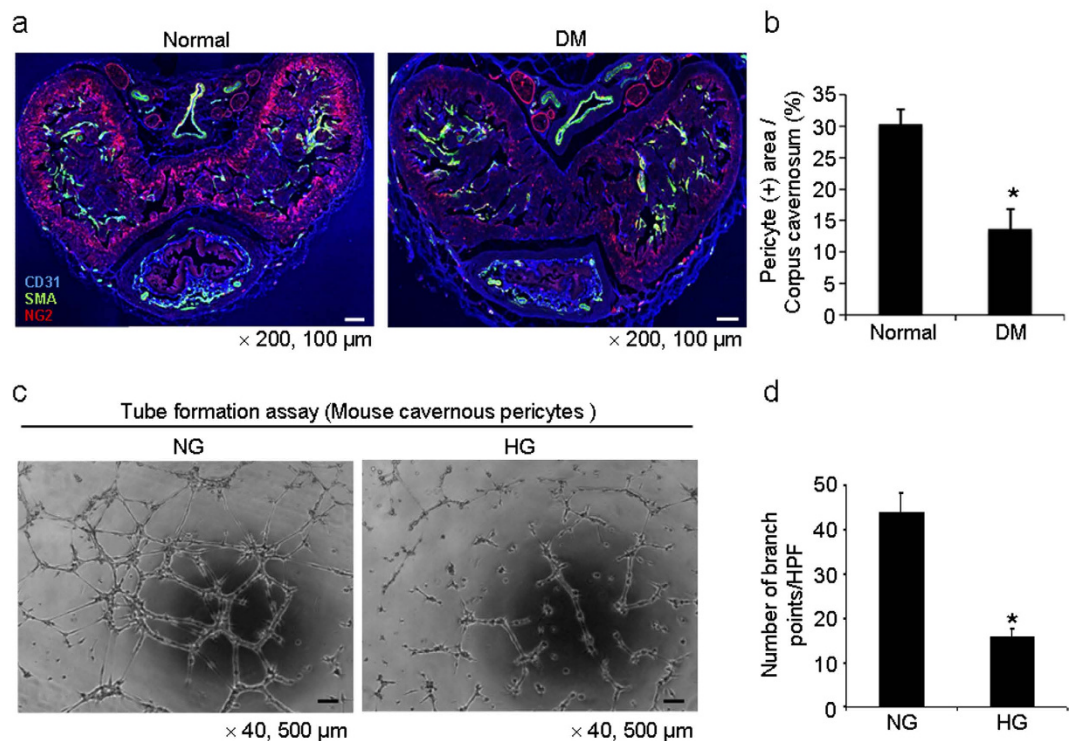 a
Normal
DM
CD31
SMA
NG2
× 200, 100 µm
× 200, 100 µm
b
Pericyte (+) area /
Corpus cavernosum (%)
35
30
25
20
15
10
5
0
*
Normal
DM
c
Tube formation assay (Mouse cavernous pericytes )
NG
HG
× 40, 500 µm
× 40, 500 µm
d
Number of branch
points/HPF
50
40
30
20
10
0
*
NG
HG